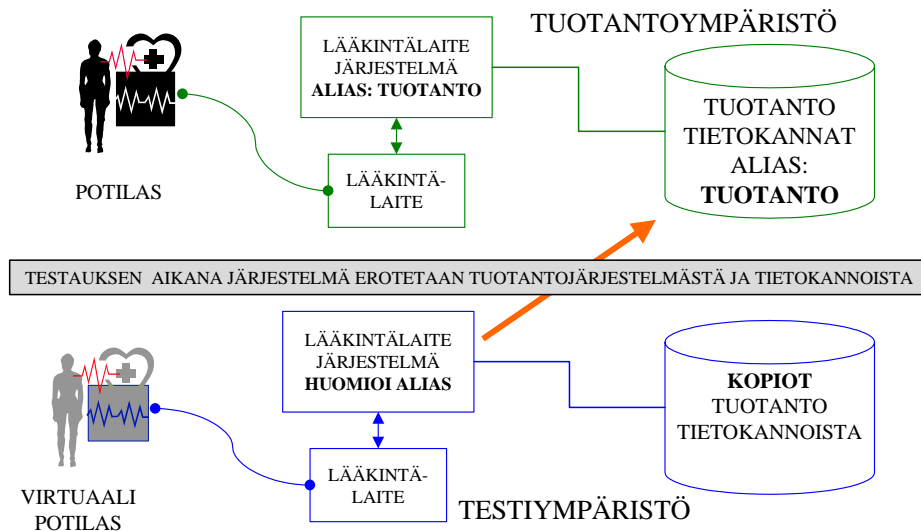 TUOTANTOYMPÄRISTÖ
LÄÄKINTÄLAITE
JÄRJESTELMÄ
ALIAS: TUOTANTO
TUOTANTO
TIETOKANNAT
ALIAS:
TUOTANTO
POTILAS
LÄÄKINTÄ-
LAITE
TESTAUKSEN AIKANA JÄRJESTELMÄ EROTETAAN TUOTANTOJÄRJESTELMÄSTÄ JA TIETOKANNOISTA
LÄÄKINTÄLAITE
JÄRJESTELMÄ
HUOMIOI ALIAS
KOPIOT
TUOTANTO
TIETOKANNOISTA
LÄÄKINTÄ-
LAITE
VIRTUAALI
POTILAS
TESTIYMPÄRISTÖ